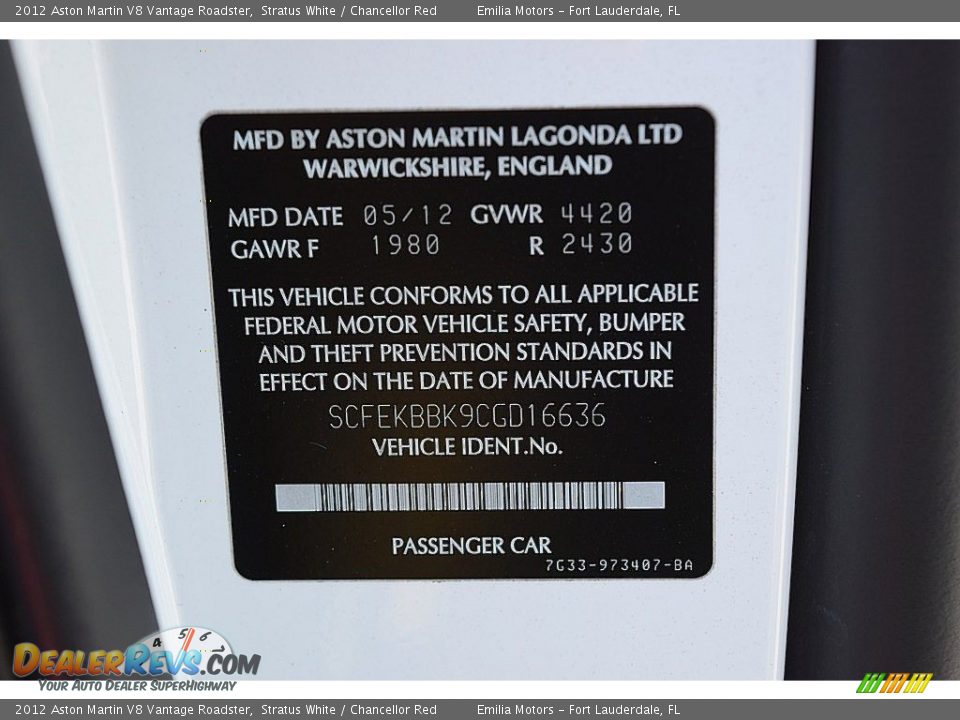 2012 Aston Martin V8 Vantage Roadster, Stratus White / Chancellor Red Emilia Motors – Fort Lauderdale, FL
MFD BY ASTON MARTIN LAGONDA LTD
WARWICKSHIRE, ENGLAND
MFD DATE 05/12 GVWR 4420
GAWR F 1980 R 2430
THIS VEHICLE CONFORMS TO ALL APPLICABLE
FEDERAL MOTOR VEHICLE SAFETY, BUMPER
AND THEFT PREVENTION STANDARDS IN
EFFECT ON THE DATE OF MANUFACTURE
SCFEKBBK9CGD16636
VEHICLE IDENT.No.
PASSENGER CAR
7G33-973407-BA
4 5 6
DEALERREVS.COM
YOUR AUTO DEALER SUPERHIGHWAY
2012 Aston Martin V8 Vantage Roadster, Stratus White / Chancellor Red Emilia Motors – Fort Lauderdale, FL